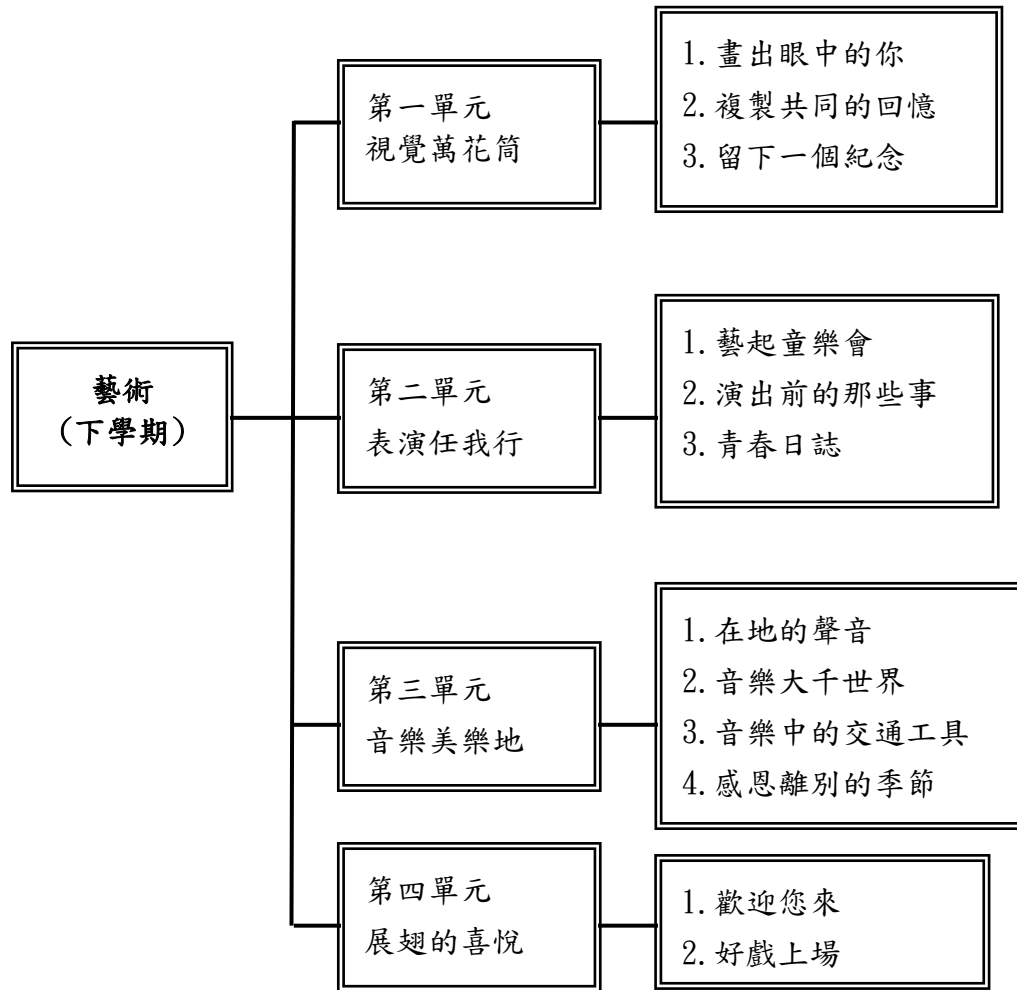 藝術
（下學期）
第一單元
視覺萬花筒
1.畫出眼中的你
2.複製共同的回憶
3.留下一個紀念
第二單元
表演任我行
1.藝起童樂會
2.演出前的那些事
3.青春日誌
第三單元
音樂美樂地
1.在地的聲音
2.音樂大千世界
3.音樂中的交通工具
4.感恩離別的季節
第四單元
展翅的喜悅
1.歡迎您來
2.好戲上場